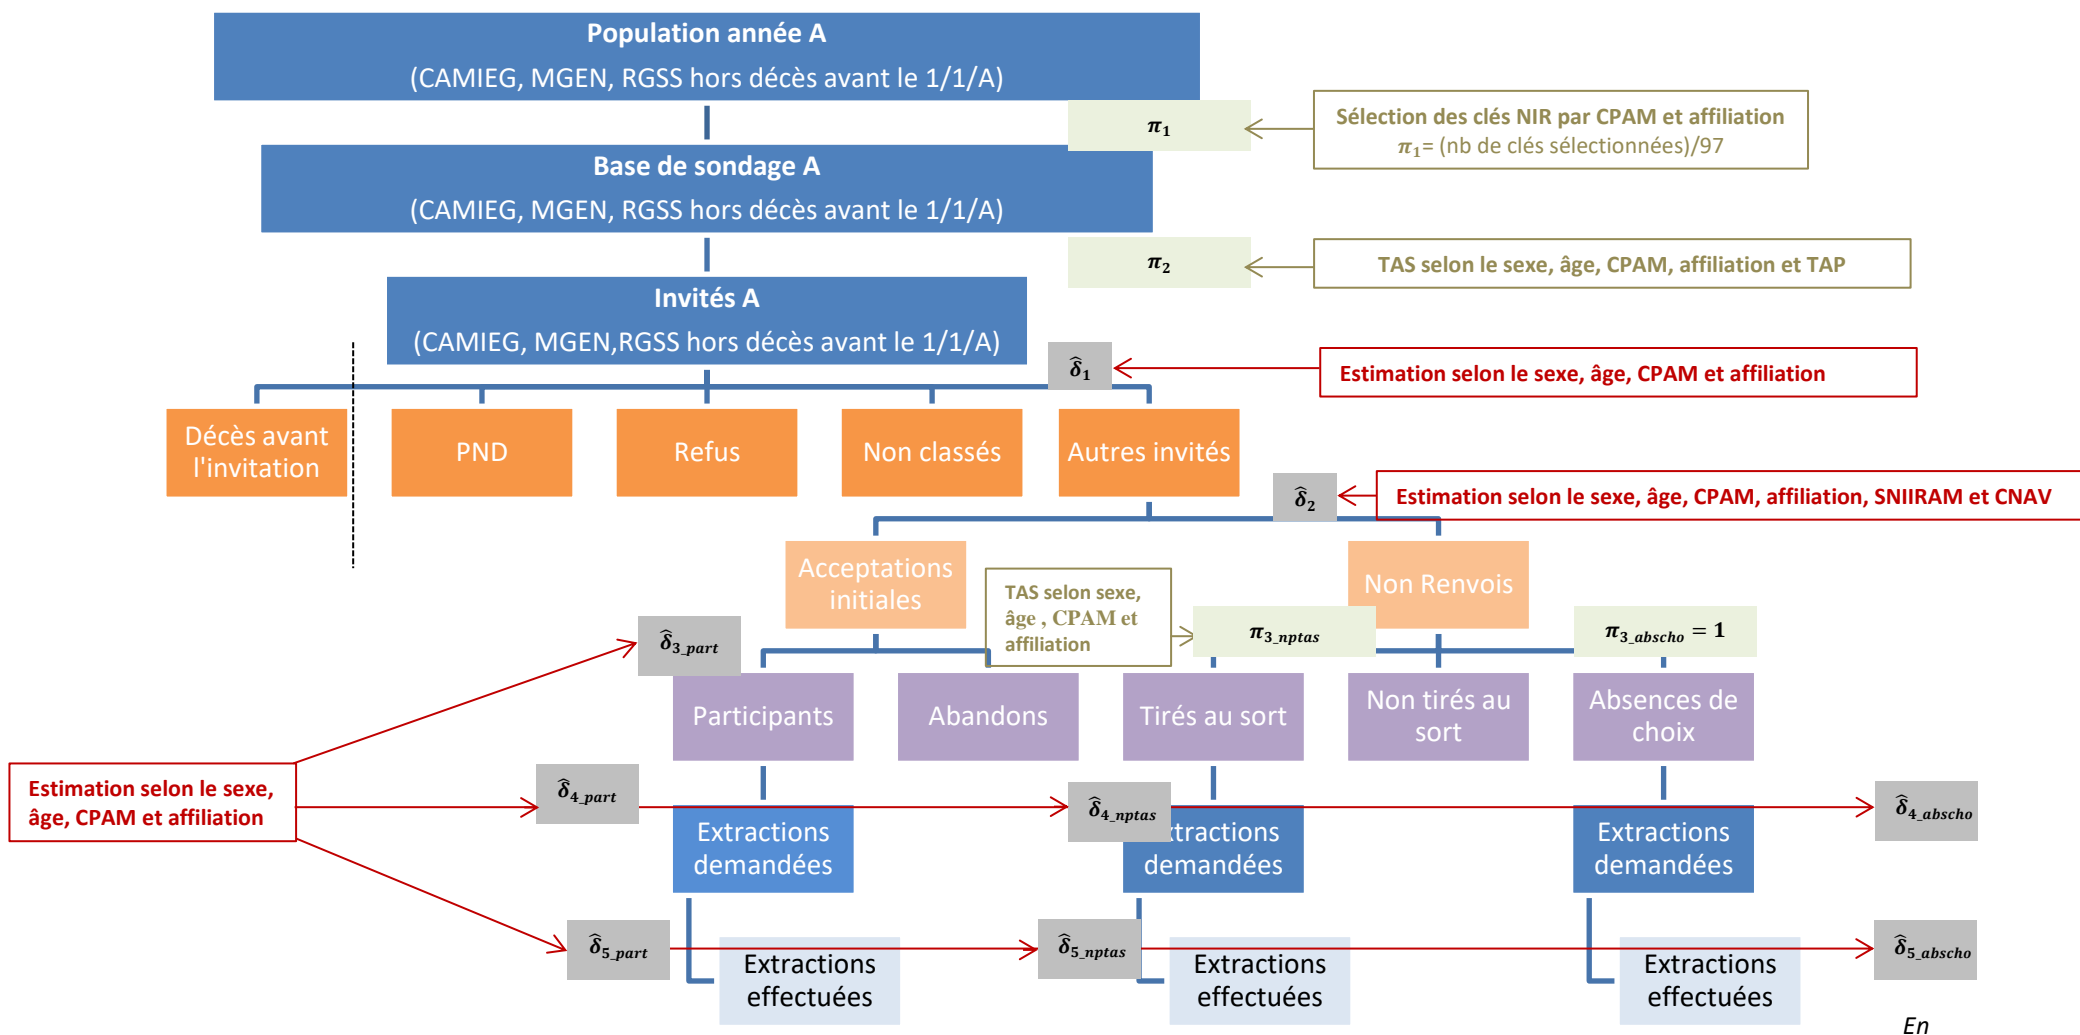 Population année A
(CAMIEG, MGEN, RGSS hors décès avant le 1/1/A)
π₁
Sélection des clés NIR par CPAM et affiliation
π₁= (nb de clés sélectionnées)/97
Base de sondage A
(CAMIEG, MGEN, RGSS hors décès avant le 1/1/A)
π₂
TAS selon le sexe, âge, CPAM, affiliation et TAP
Invités A
(CAMIEG, MGEN,RGSS hors décès avant le 1/1/A)
δ̂₁
Estimation selon le sexe, âge, CPAM et affiliation
Décès avant
l'invitation
PND
Refus
Non classés
Autres invités
δ̂₂
Estimation selon le sexe, âge, CPAM, affiliation, SNIIRAM et CNAV
Acceptations
initiales
TAS selon sexe,
âge , CPAM et
affiliation
Non Renvois
π3_nptas
π3_abscho = 1
δ̂3_part
Participants
Abandons
Tirés au sort
Non tirés au
sort
Absences de
choix
Estimation selon le sexe,
âge, CPAM et affiliation
δ̂4_part
δ̂4_nptas
δ̂4_abscho
Extractions
demandées
xtractions
demandées
Extractions
demandées
δ̂5_part
δ̂5_nptas
δ̂5_abscho
Extractions
effectuées
Extractions
effectuées
Extractions
effectuées
En